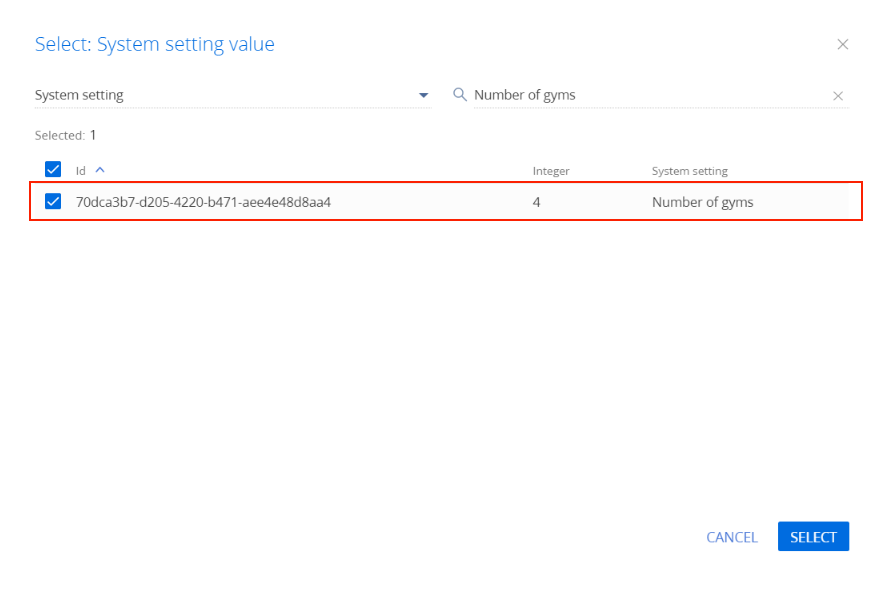 Select: System setting value
System setting
Number of gyms
Selected: 1
Id Integer System setting
70dca3b7-d205-4220-b471-aee4e48d8aa4 4 Number of gyms
CANCEL SELECT